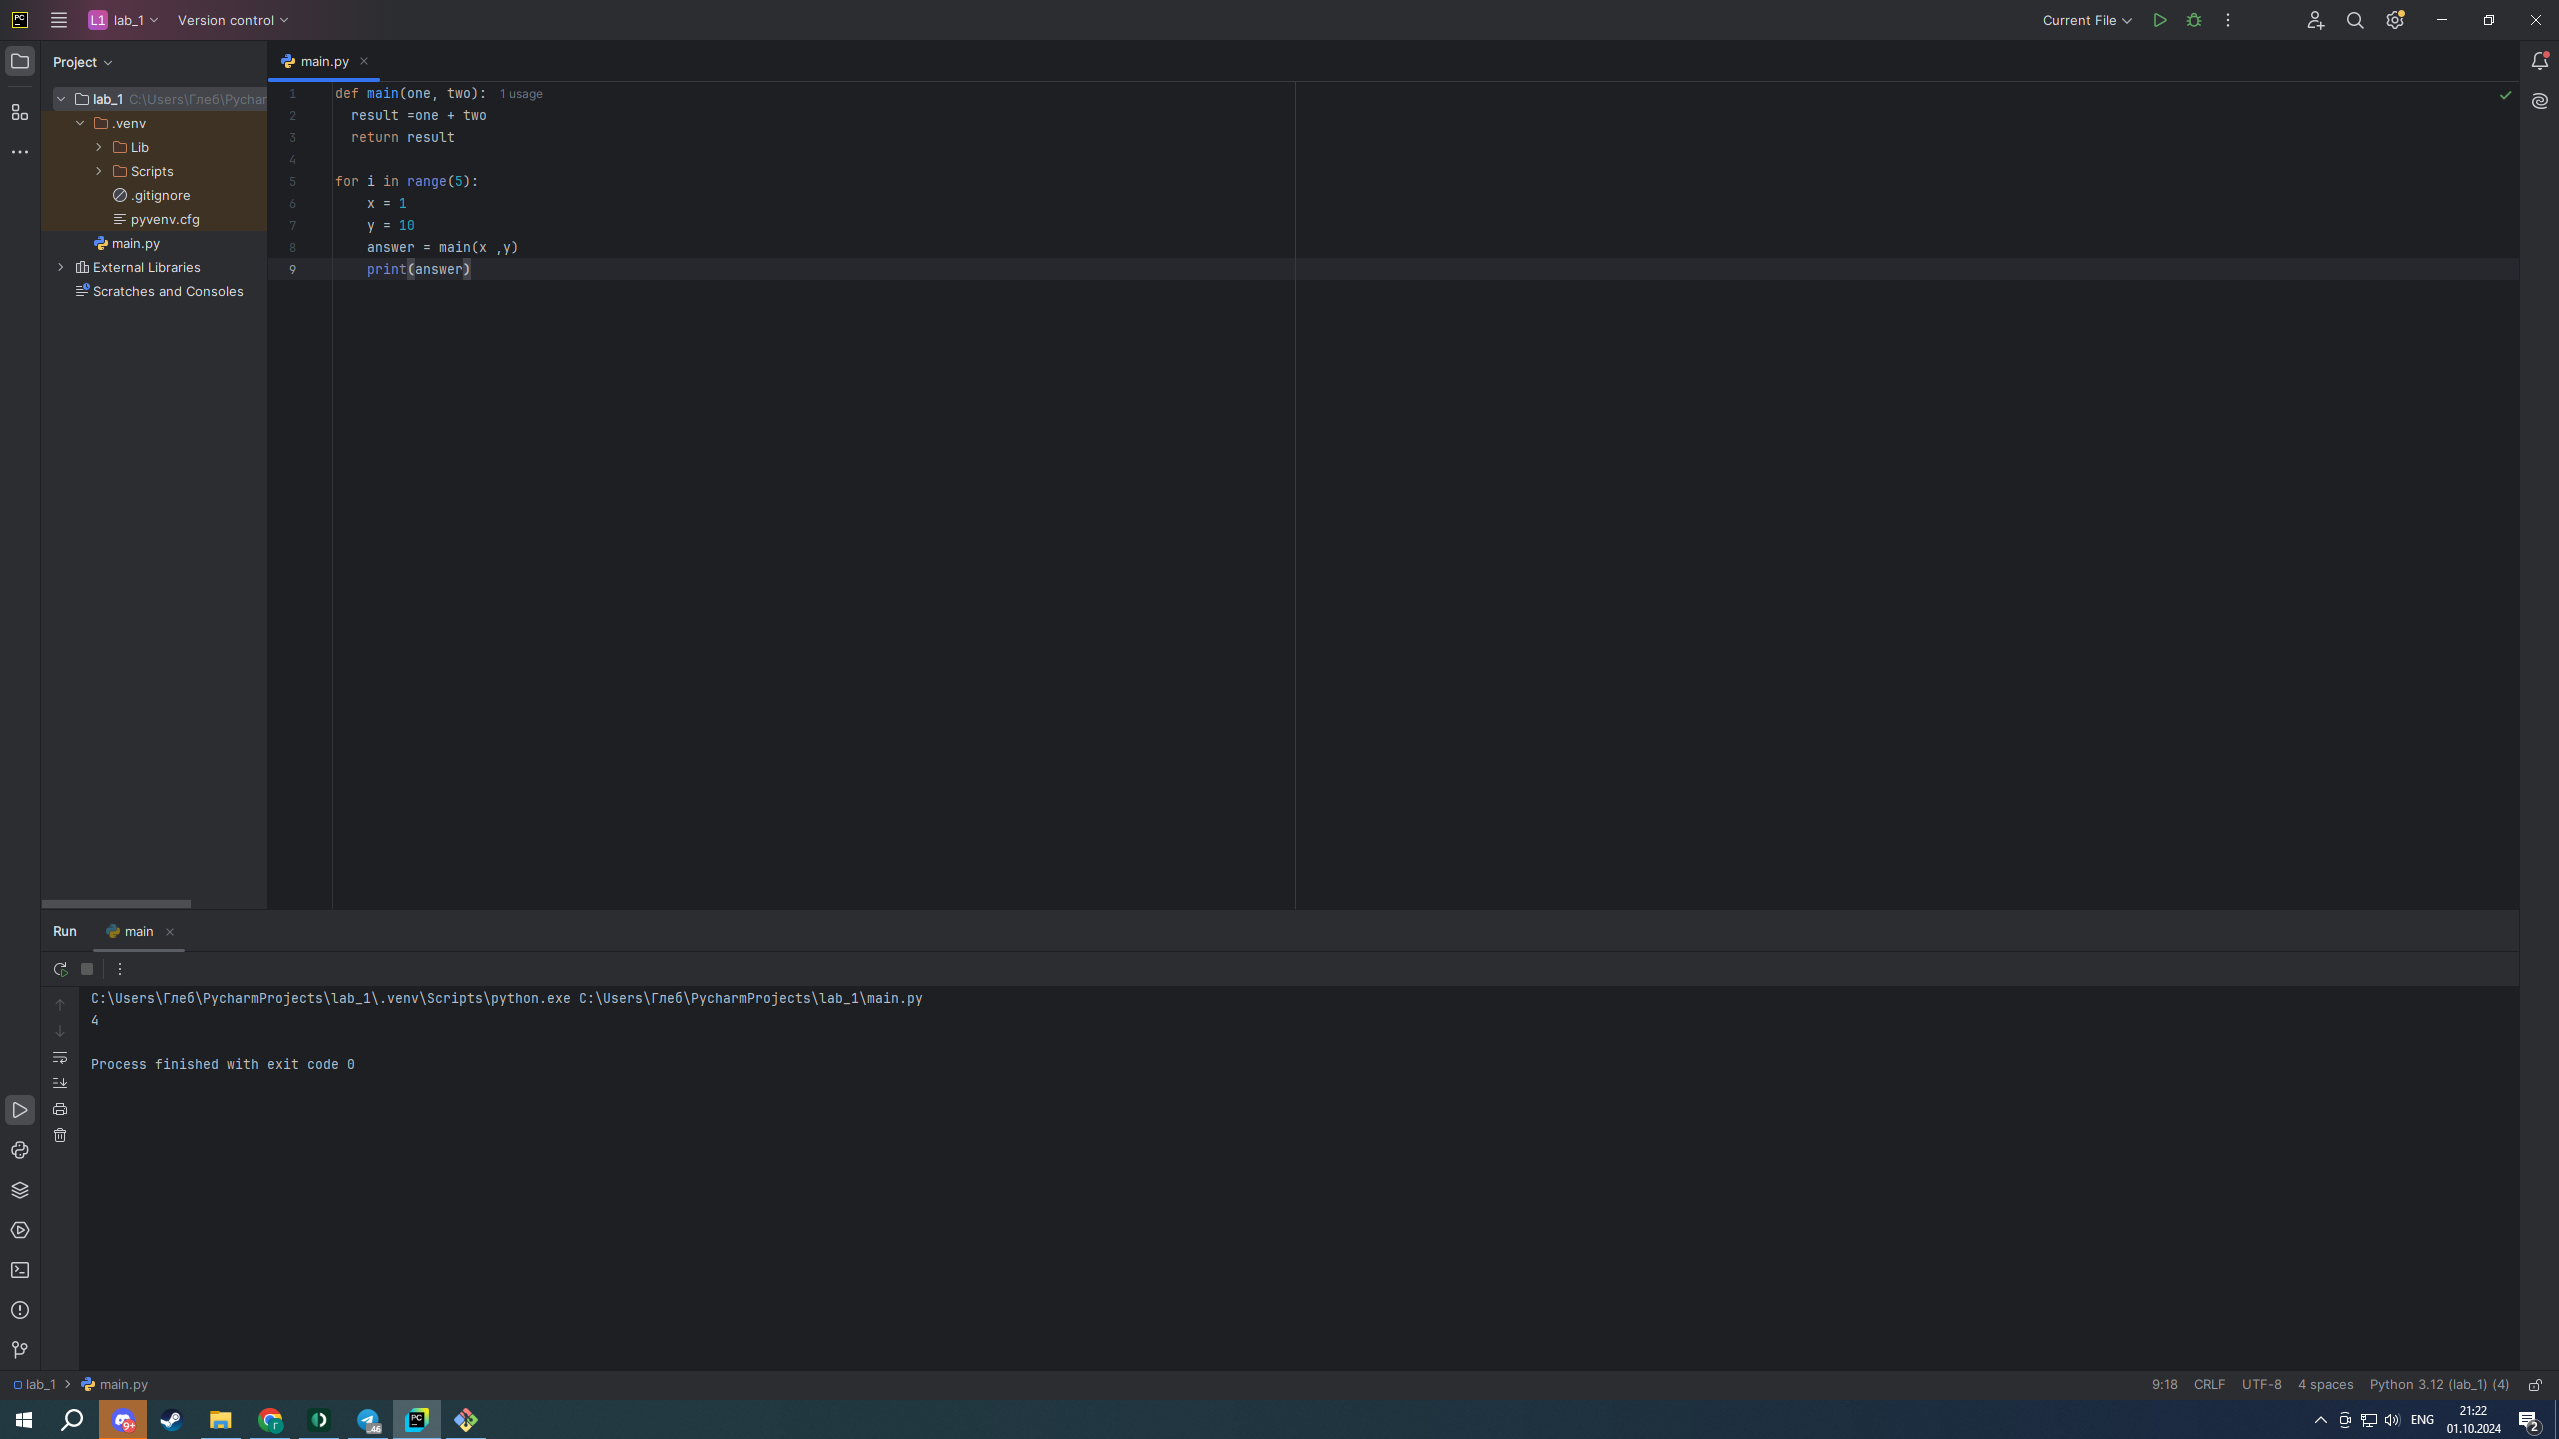 PC
L1 lab_1
Version control
Current File
Project
main.py
lab_1 C:\Users\Глеб\Pychar
.venv
Lib
Scripts
.gitignore
pyvenv.cfg
main.py
External Libraries
Scratches and Consoles
1 def main(one, two): 1 usage
2 result =one + two
3 return result
4
5 for i in range(5):
6 x = 1
7 y = 10
8 answer = main(x ,y)
9 print(answer)
Run main
C:\Users\Глеб\PycharmProjects\lab_1\.venv\Scripts\python.exe C:\Users\Глеб\PycharmProjects\lab_1\main.py
4
Process finished with exit code 0
lab_1 > main.py
9:18 CRLF UTF-8 4 spaces Python 3.12 (lab_1) (4)
9+
Г
46
PC
ENG
21:22
01.10.2024
2